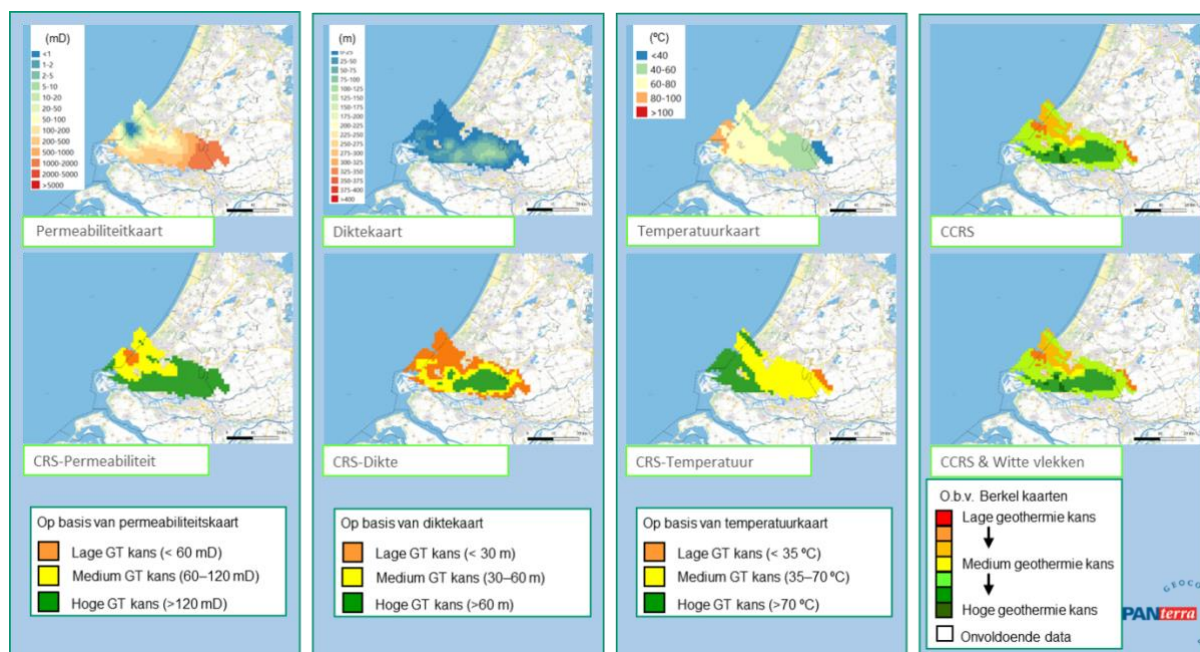 (mD)
<1
1-2
2-5
5-10
10-20
20-50
50-100
100-200
200-500
500-1000
1000-2000
2000-5000
>5000
Permeabiliteitkaart
(m)
0-25
25-50
50-75
75-100
100-125
125-150
150-175
175-200
200-225
225-250
250-275
275-300
300-325
325-350
350-375
375-400
>400
Diktekaart
(ºC)
<40
40-60
60-80
80-100
>100
Temperatuurkaart
CCRS
CRS-Permeabiliteit
CRS-Dikte
CRS-Temperatuur
CCRS & Witte vlekken
Op basis van permeabiliteitskaart
Lage GT kans (< 60 mD)
Medium GT kans (60–120 mD)
Hoge GT kans (>120 mD)
Op basis van diktekaart
Lage GT kans (< 30 m)
Medium GT kans (30–60 m)
Hoge GT kans (>60 m)
Op basis van temperatuurkaart
Lage GT kans (< 35 ºC)
Medium GT kans (35–70 ºC)
Hoge GT kans (>70 ºC)
O.b.v. Berkel kaarten
Lage geothermie kans
Medium geothermie kans
Hoge geothermie kans
Onvoldoende data
GEOCO
PANterra